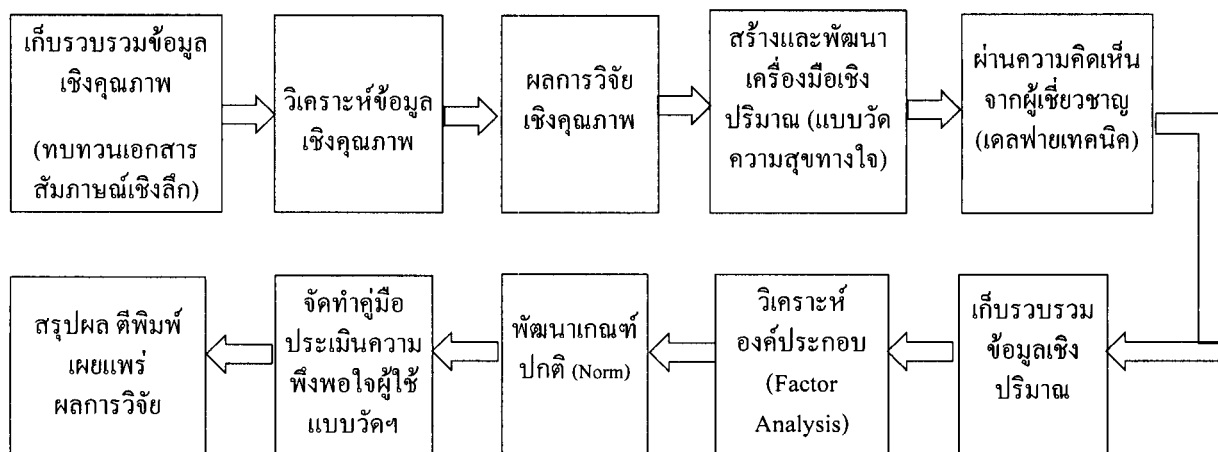 เก็บรวบรวมข้อมูล
เชิงคุณภาพ
(ทบทวนเอกสาร
สัมภาษณ์เชิงลึก)
วิเคราะห์ข้อมูล
เชิงคุณภาพ
ผลการวิจัย
เชิงคุณภาพ
สร้างและพัฒนา
เครื่องมือเชิง
ปริมาณ (แบบวัด
ความสุขทางใจ)
ผ่านความคิดเห็น
จากผู้เชี่ยวชาญ
(เดลฟายเทคนิค)
เก็บรวบรวม
ข้อมูลเชิง
ปริมาณ
วิเคราะห์
องค์ประกอบ
(Factor
Analysis)
พัฒนาเกณฑ์
ปกติ (Norm)
จัดทำคู่มือ
ประเมินความ
พึงพอใจผู้ใช้
แบบวัดฯ
สรุปผล ตีพิมพ์
เผยแพร่
ผลการวิจัย